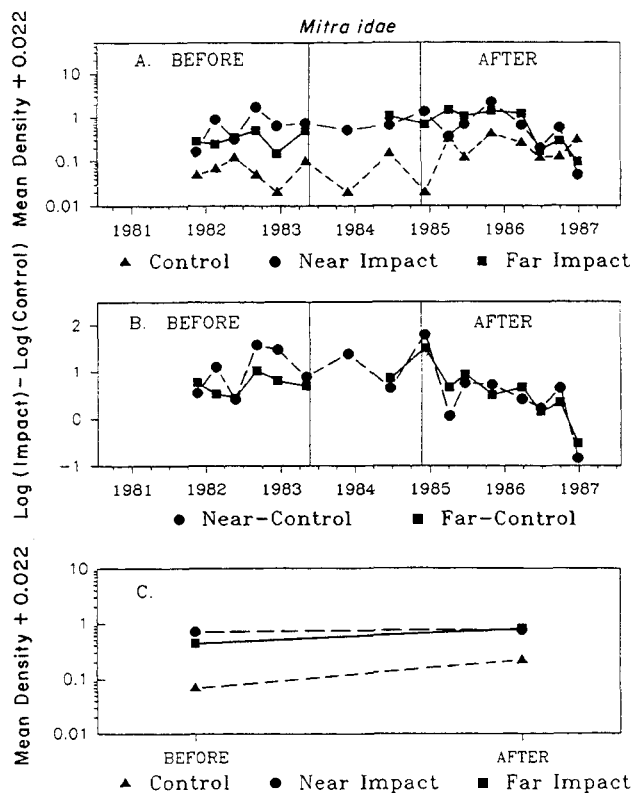 Mitra idae
Mean Density + 0.022
A. BEFORE AFTER
10
1
0.1
0.01
1981 1982 1983 1984 1985 1986 1987
▲ Control ● Near Impact ■ Far Impact
Log (Impact) - Log (Control)
B. BEFORE AFTER
2
1
0
-1
1981 1982 1983 1984 1985 1986 1987
● Near-Control ■ Far-Control
Mean Density + 0.022
C.
10
1
0.1
0.01
BEFORE AFTER
▲ Control ● Near Impact ■ Far Impact